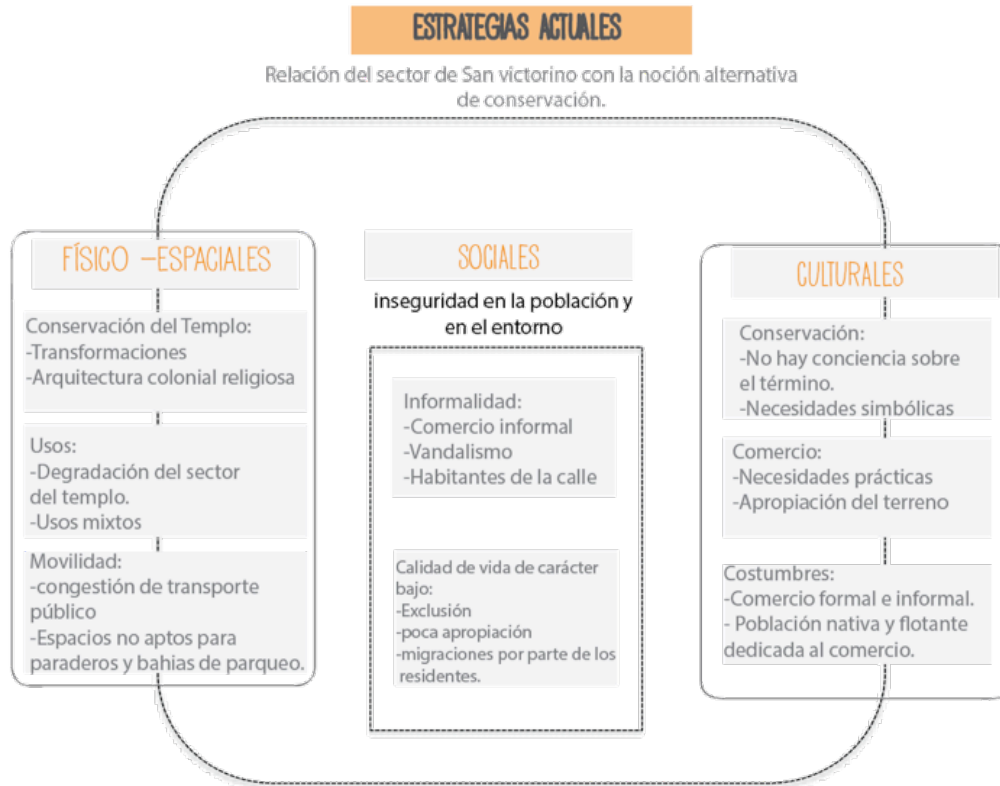 ESTRATEGIAS ACTUALES
Relación del sector de San victorino con la noción alternativa
de conservación.
FÍSICO –ESPACIALES
Conservación del Templo:
-Transformaciones
-Arquitectura colonial religiosa
Usos:
-Degradación del sector
del templo.
-Usos mixtos
Movilidad:
-congestión de transporte
público
-Espacios no aptos para
paraderos y bahias de parqueo.
SOCIALES
inseguridad en la población y
en el entorno
Informalidad:
-Comercio informal
-Vandalismo
-Habitantes de la calle
Calidad de vida de carácter
bajo:
-Exclusión
-poca apropiación
-migraciones por parte de los
residentes.
CULTURALES
Conservación:
-No hay conciencia sobre
el término.
-Necesidades simbólicas
Comercio:
-Necesidades prácticas
-Apropiación del terreno
Costumbres:
-Comercio formal e informal.
- Población nativa y flotante
dedicada al comercio.